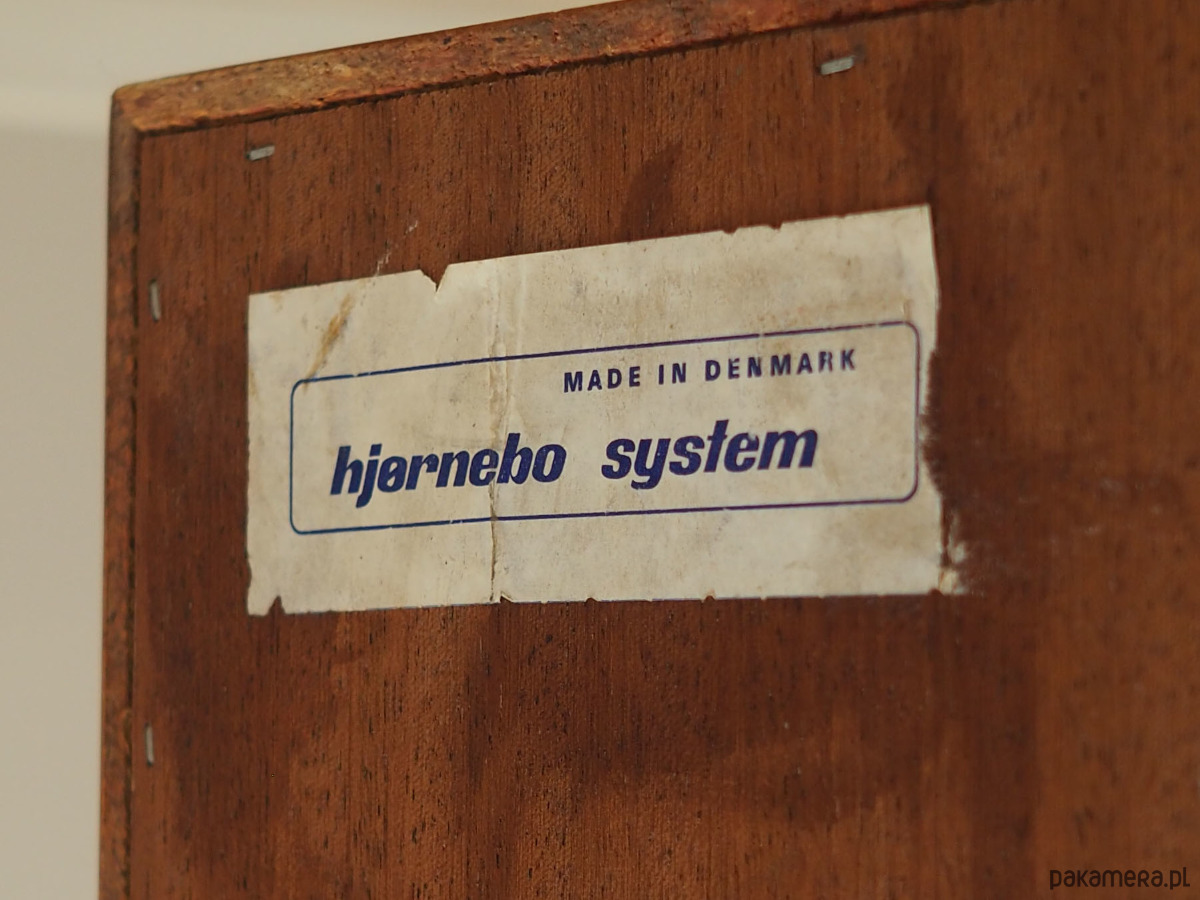 MADE IN DENMARK
hjørnebo system
pakamera.pl